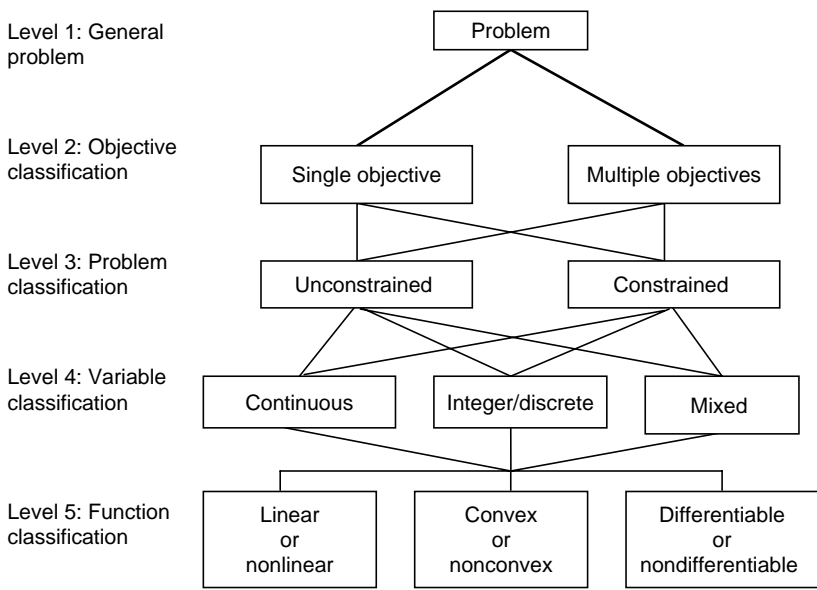 Level 1: General
problem
Problem
Level 2: Objective
classification
Single objective
Multiple objectives
Level 3: Problem
classification
Unconstrained
Constrained
Level 4: Variable
classification
Continuous
Integer/discrete
Mixed
Level 5: Function
classification
Linear
or
nonlinear
Convex
or
nonconvex
Differentiable
or
nondifferentiable